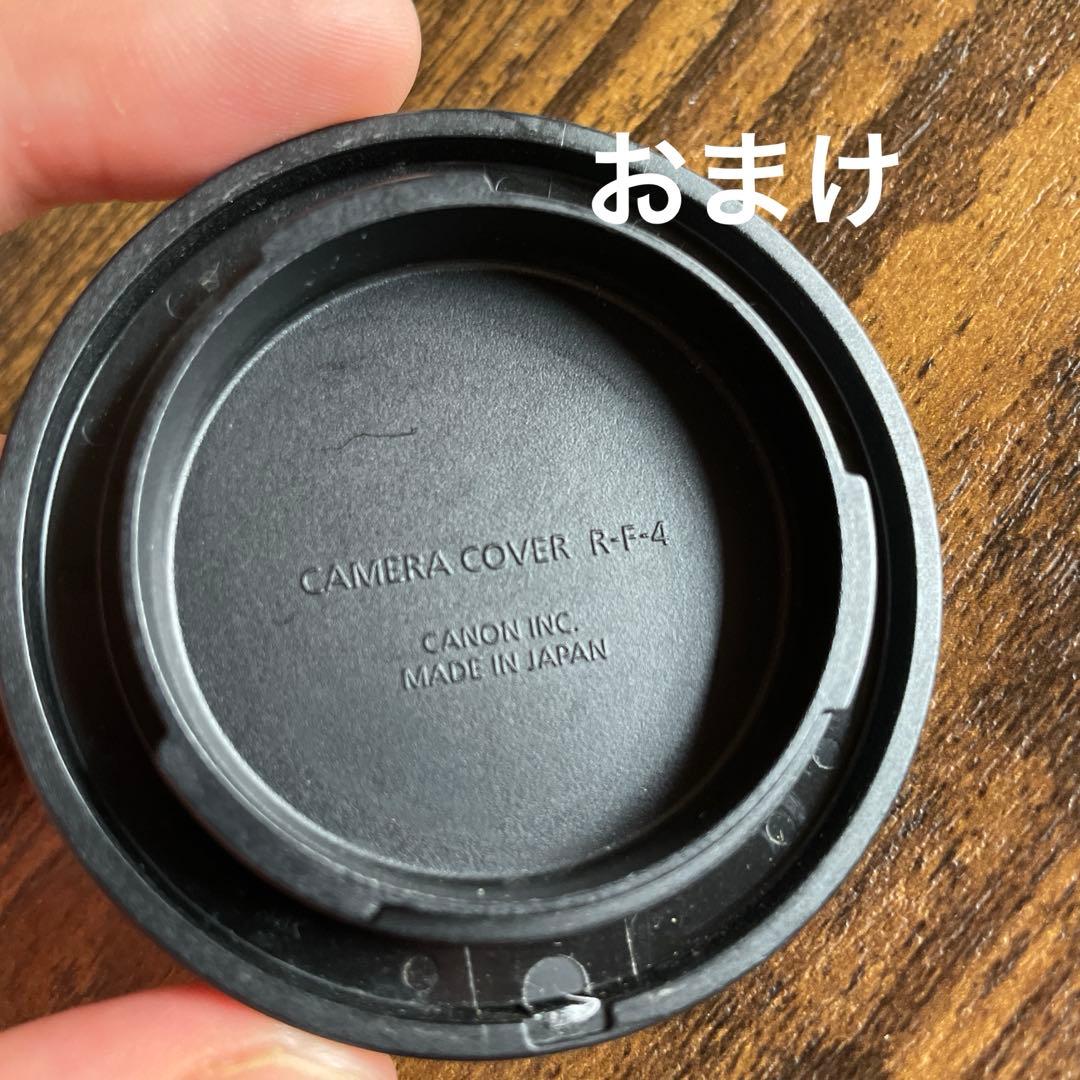 おまけ
CAMERA COVER R-F-4
CANON INC.
MADE IN JAPAN